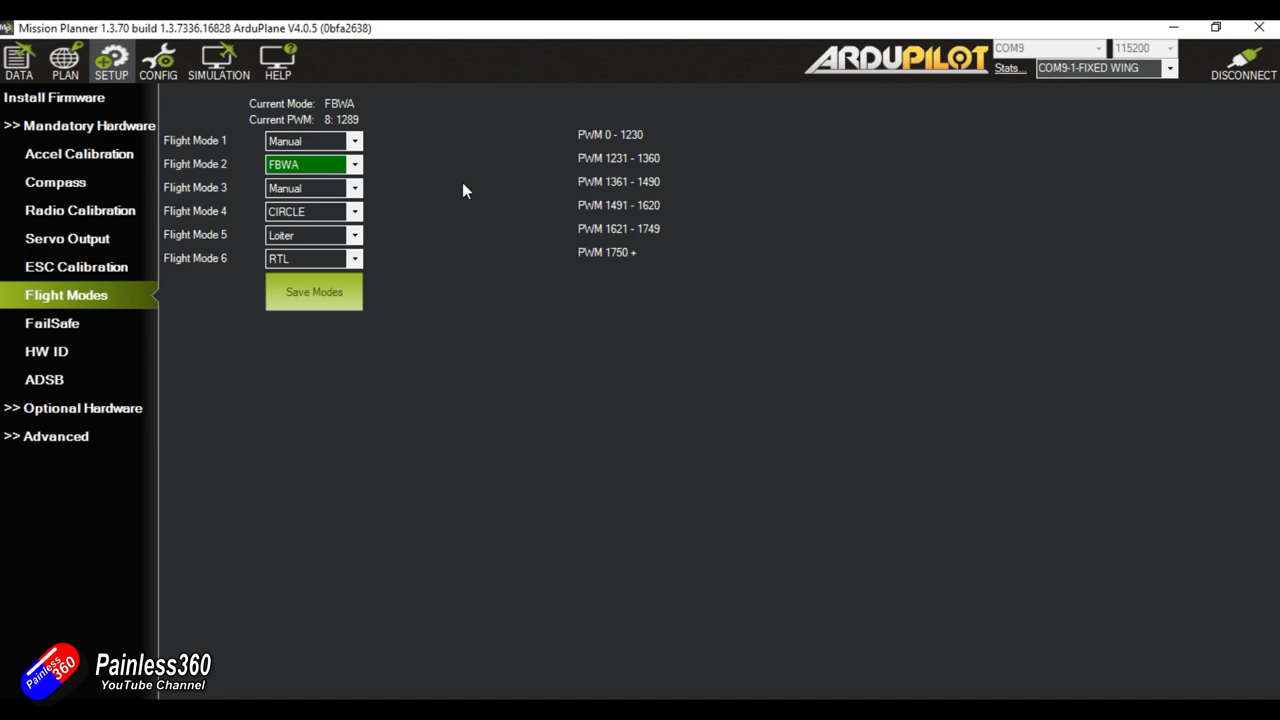 Mission Planner 1.3.70 build 1.3.7336.16828 ArduPlane V4.0.5 (0bfa2638)
DATA PLAN SETUP CONFIG SIMULATION HELP
ARDUPILOT
COM9 115200
Stats... COM9-1-FIXED WING
DISCONNECT
Install Firmware
>> Mandatory Hardware
Accel Calibration
Compass
Radio Calibration
Servo Output
ESC Calibration
Flight Modes
FailSafe
HW ID
ADSB
>> Optional Hardware
>> Advanced
Current Mode: FBWA
Current PWM: 8: 1289
Flight Mode 1 Manual PWM 0 - 1230
Flight Mode 2 FBWA PWM 1231 - 1360
Flight Mode 3 Manual PWM 1361 - 1490
Flight Mode 4 CIRCLE PWM 1491 - 1620
Flight Mode 5 Loiter PWM 1621 - 1749
Flight Mode 6 RTL PWM 1750 +
Save Modes
Painless360
Painless360
YouTube Channel